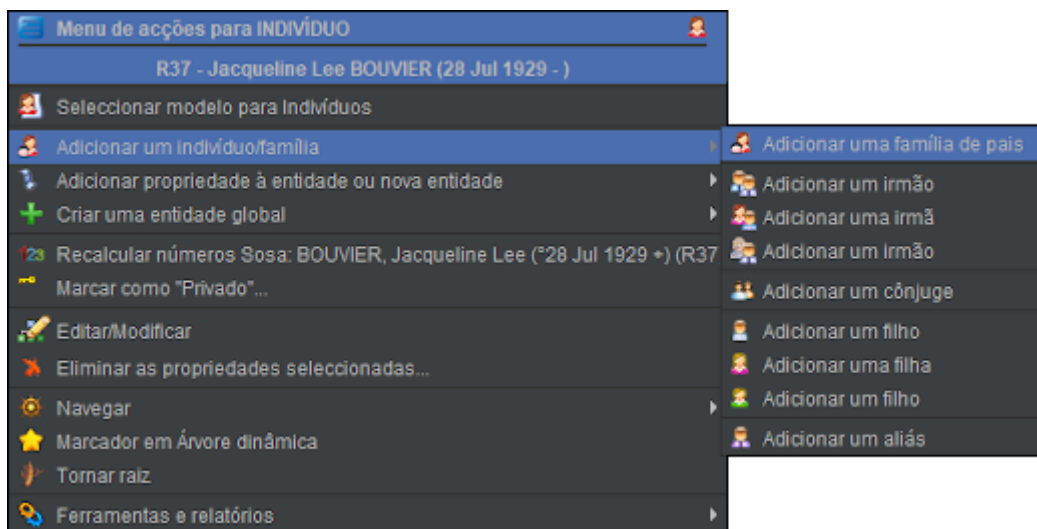 Menu de acções para INDIVÍDUO
R37 - Jacqueline Lee BOUVIER (28 Jul 1929 - )
Seleccionar modelo para Indivíduos
Adicionar um indivíduo/família
Adicionar propriedade à entidade ou nova entidade
Criar uma entidade global
123 Recalcular números Sosa: BOUVIER, Jacqueline Lee (°28 Jul 1929 +) (R37
Marcar como "Privado"...
Editar/Modificar
Eliminar as propriedades seleccionadas...
Navegar
Marcador em Árvore dinâmica
Tornar raiz
Ferramentas e relatórios
Adicionar uma família de pais
Adicionar um irmão
Adicionar uma irmã
Adicionar um irmão
Adicionar um cônjuge
Adicionar um filho
Adicionar uma filha
Adicionar um filho
Adicionar um aliás